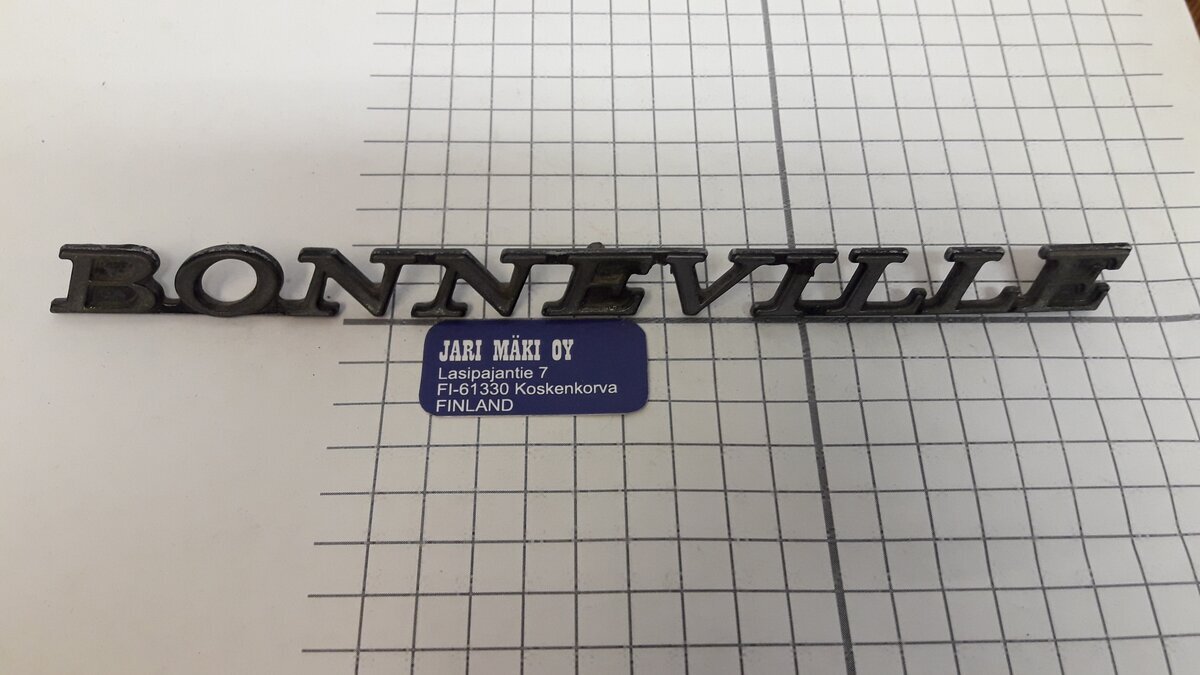 BONNEVILLE
JARI MÄKI OY
Lasipajantie 7
FI-61330 Koskenkorva
FINLAND